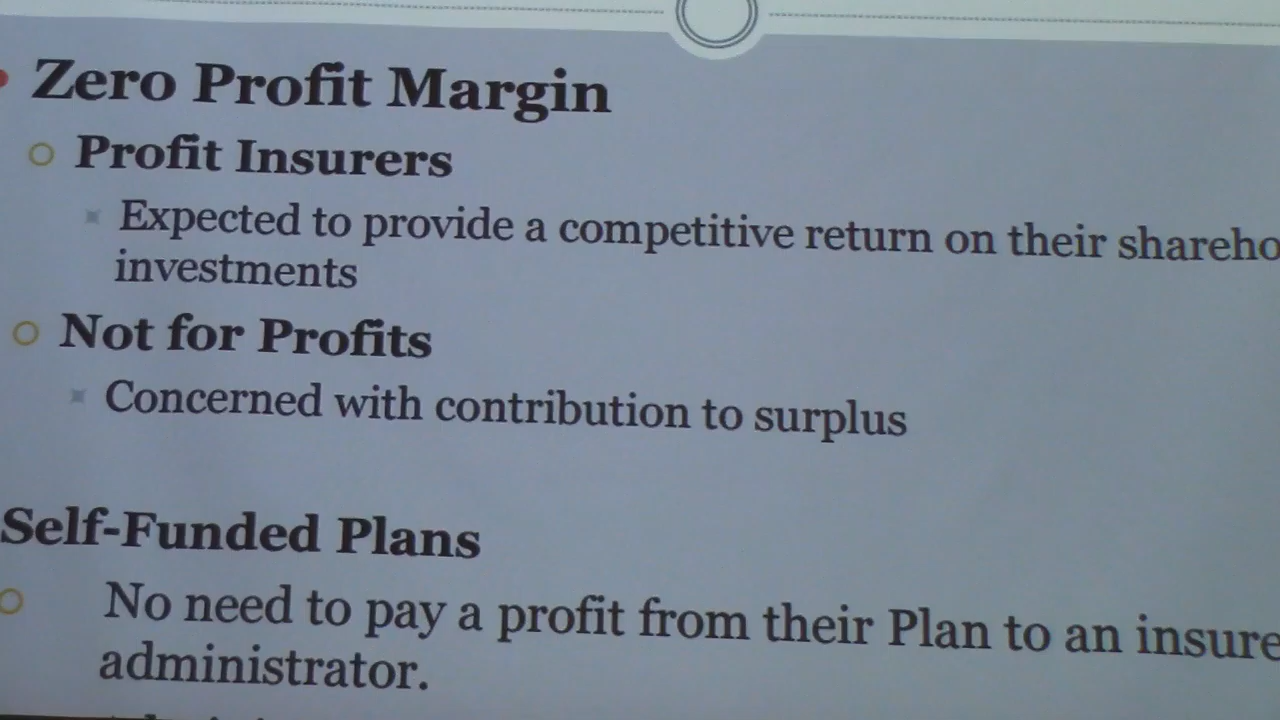 Zero Profit Margin
Profit Insurers
Expected to provide a competitive return on their shareho
investments
Not for Profits
Concerned with contribution to surplus
Self-Funded Plans
No need to pay a profit from their Plan to an insure
administrator.